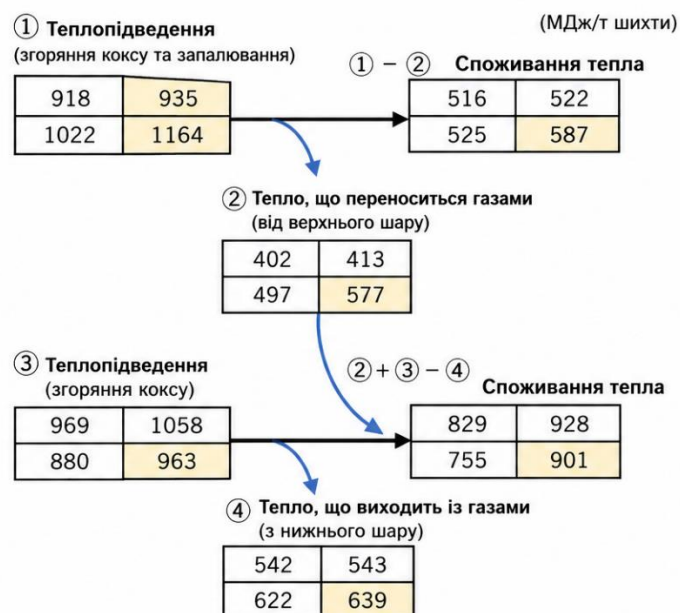 ① Теплопідведення
(МДж/т шихти)
(згоряння коксу та запалювання)
① − ② Споживання тепла
918 935
1022 1164
516 522
525 587
② Тепло, що переноситься газами
(від верхнього шару)
402 413
497 577
③ Теплопідведення
(згоряння коксу)
② + ③ − ④
Споживання тепла
969 1058
880 963
829 928
755 901
④ Тепло, що виходить із газами
(з нижнього шару)
542 543
622 639